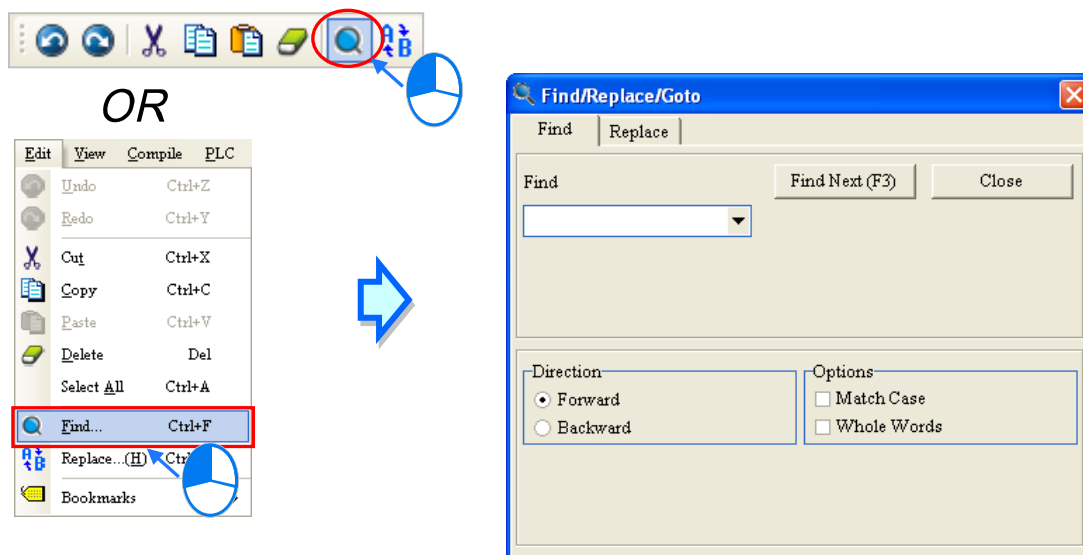 OR
Edit View Compile PLC
Undo Ctrl+Z
Redo Ctrl+Y
Cut Ctrl+X
Copy Ctrl+C
Paste Ctrl+V
Delete Del
Select All Ctrl+A
Find... Ctrl+F
Replace...(H) Ctrl
Bookmarks
Find/Replace/Goto
Find Replace
Find Find Next (F3) Close
Direction Options
Forward Match Case
Backward Whole Words